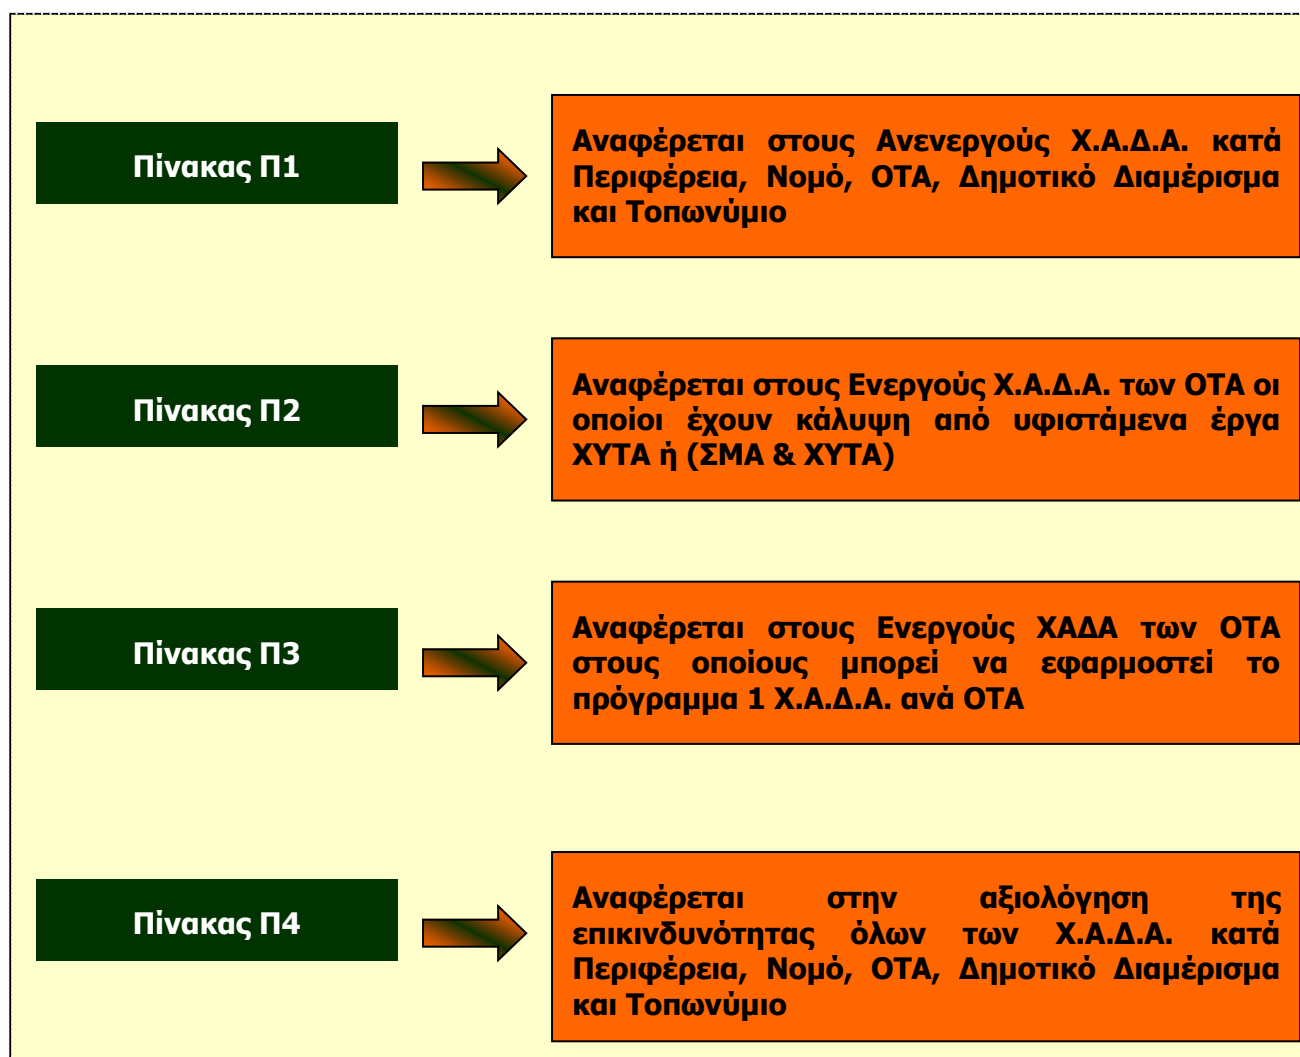 Πίνακας Π1
Αναφέρεται στους Ανενεργούς Χ.Α.Δ.Α. κατά
Περιφέρεια, Νομό, ΟΤΑ, Δημοτικό Διαμέρισμα
και Τοπωνύμιο
Πίνακας Π2
Αναφέρεται στους Ενεργούς Χ.Α.Δ.Α. των ΟΤΑ οι
οποίοι έχουν κάλυψη από υφιστάμενα έργα
ΧΥΤΑ ή (ΣΜΑ & ΧΥΤΑ)
Πίνακας Π3
Αναφέρεται στους Ενεργούς ΧΑΔΑ των ΟΤΑ
στους οποίους μπορεί να εφαρμοστεί το
πρόγραμμα 1 Χ.Α.Δ.Α. ανά ΟΤΑ
Πίνακας Π4
Αναφέρεται στην αξιολόγηση της
επικινδυνότητας όλων των Χ.Α.Δ.Α. κατά
Περιφέρεια, Νομό, ΟΤΑ, Δημοτικό Διαμέρισμα
και Τοπωνύμιο